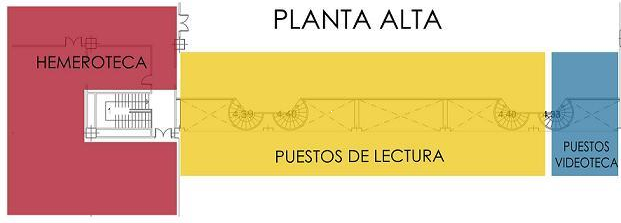 PLANTA ALTA
HEMEROTECA
4.39 4.40 4.40 4.33
PUESTOS DE LECTURA
PUESTOS
VIDEOTECA